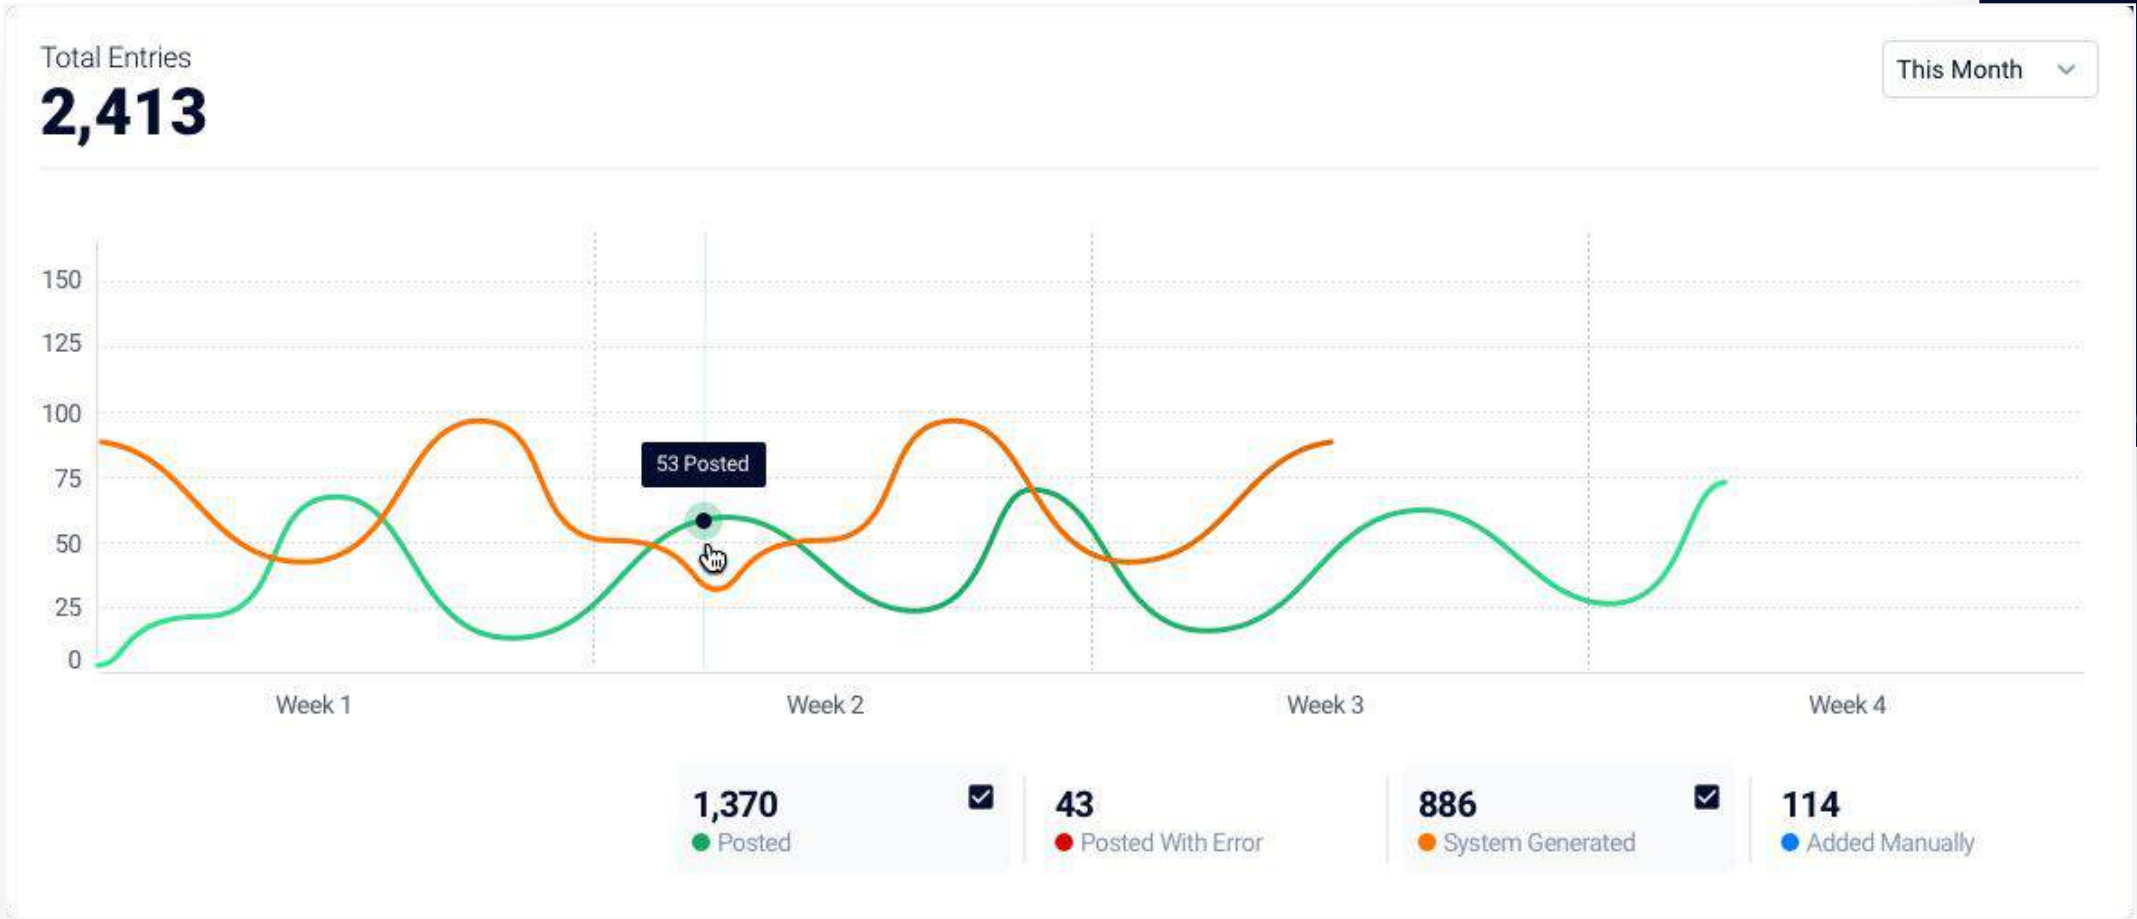 Total Entries
2,413
This Month
150
125
100
75
50
25
0
53 Posted
Week 1
Week 2
Week 3
Week 4
1,370
Posted
43
Posted With Error
886
System Generated
114
Added Manually